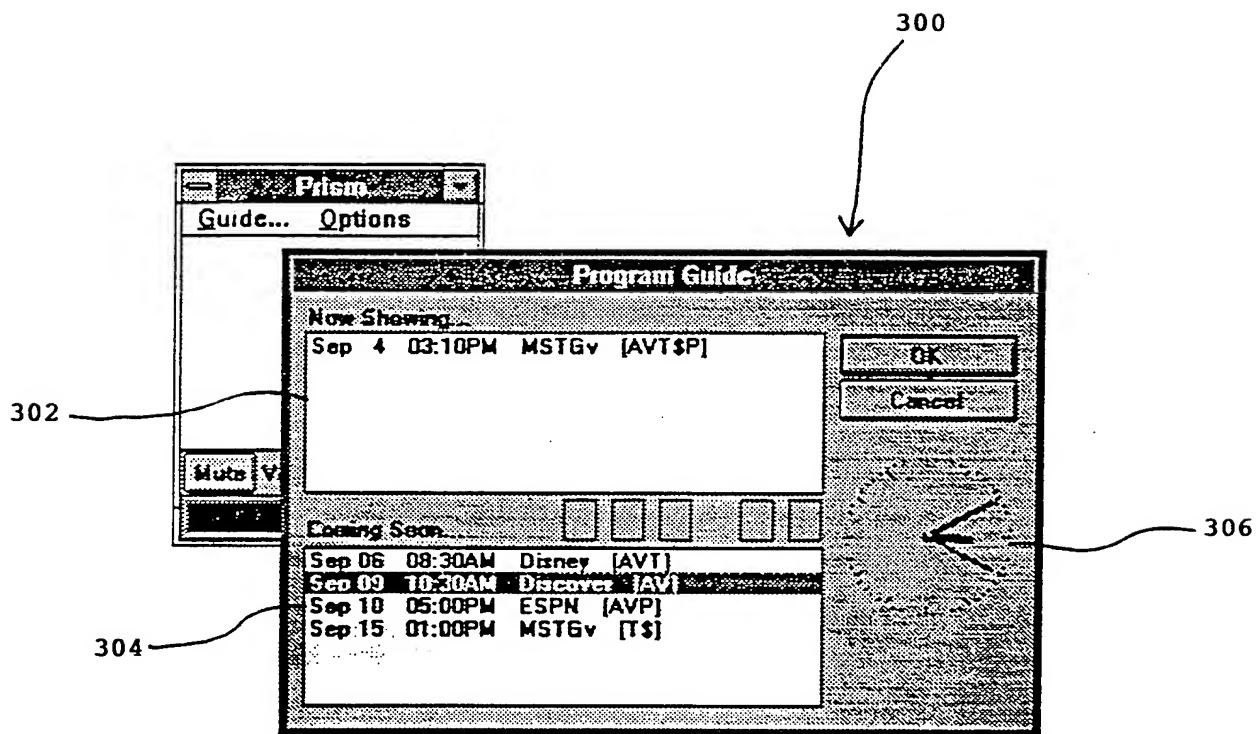 300
Prism
Guide... Options
Program Guide
Now Showing...
Sep 4 03:10PM MSTGv [AVT$P]
OK
Cancel
302
Mute
Coming Soon...
306
Sep 06 08:30AM Disney [AVT]
Sep 09 10:30AM Discover [AV]
Sep 10 05:00PM ESPN [AVP]
Sep 15 01:00PM MSTGv [T$]
304